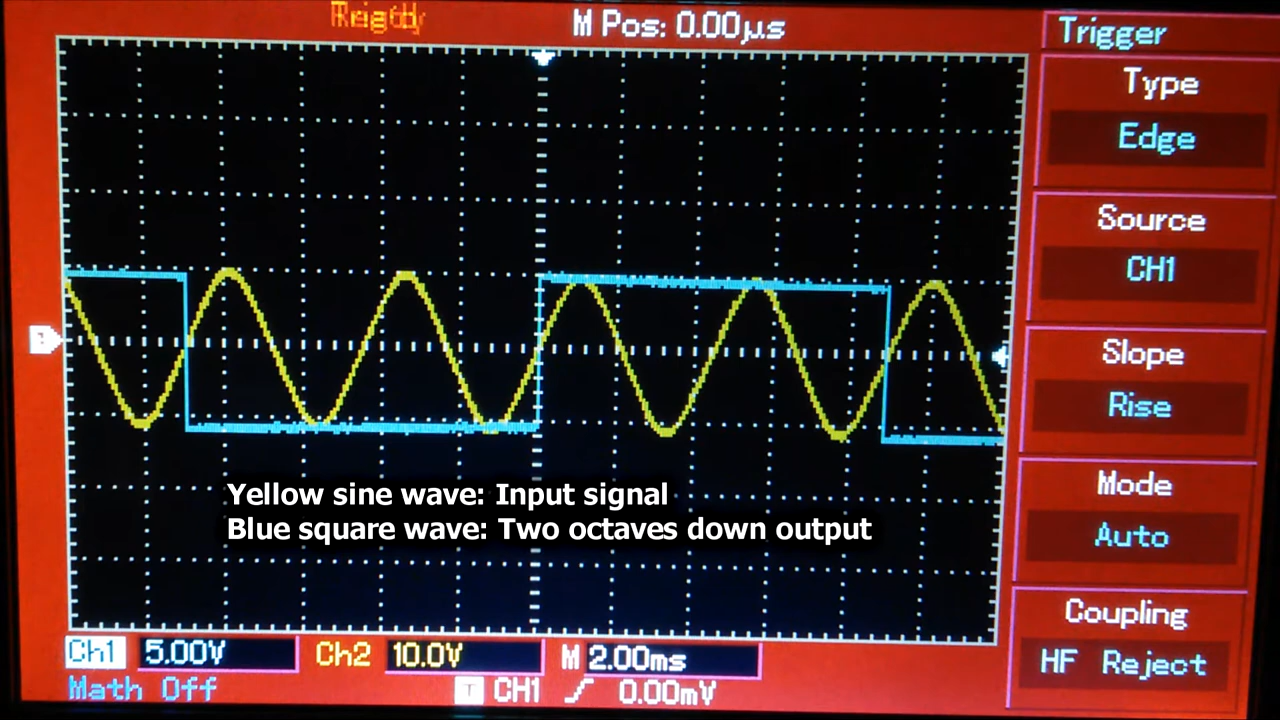 M Pos: 0.00µs
Trigger
Type
Edge
Source
CH1
Slope
Rise
Mode
Auto
Coupling
HF Reject
Yellow sine wave: Input signal
Blue square wave: Two octaves down output
Ch1 5.00V Ch2 10.0V M 2.00ms
Math Off T CH1 0.00mV